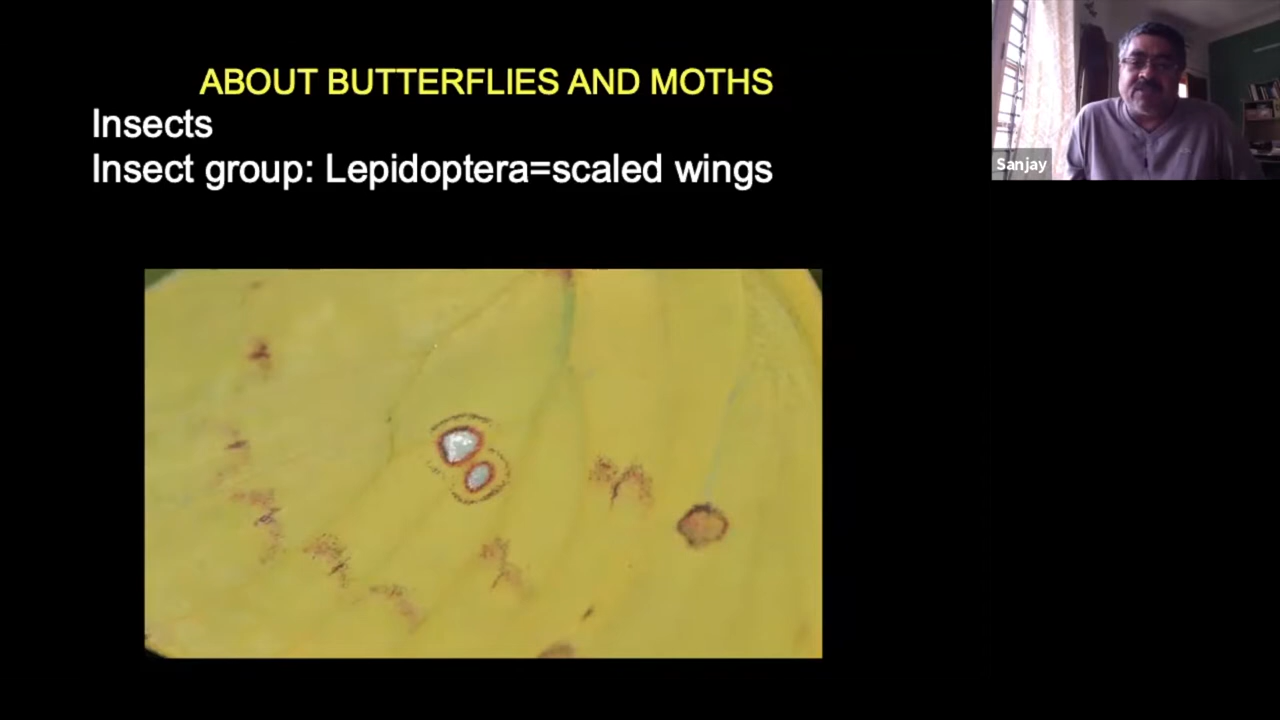 ABOUT BUTTERFLIES AND MOTHS
Insects
Insect group: Lepidoptera=scaled wings
Sanjay